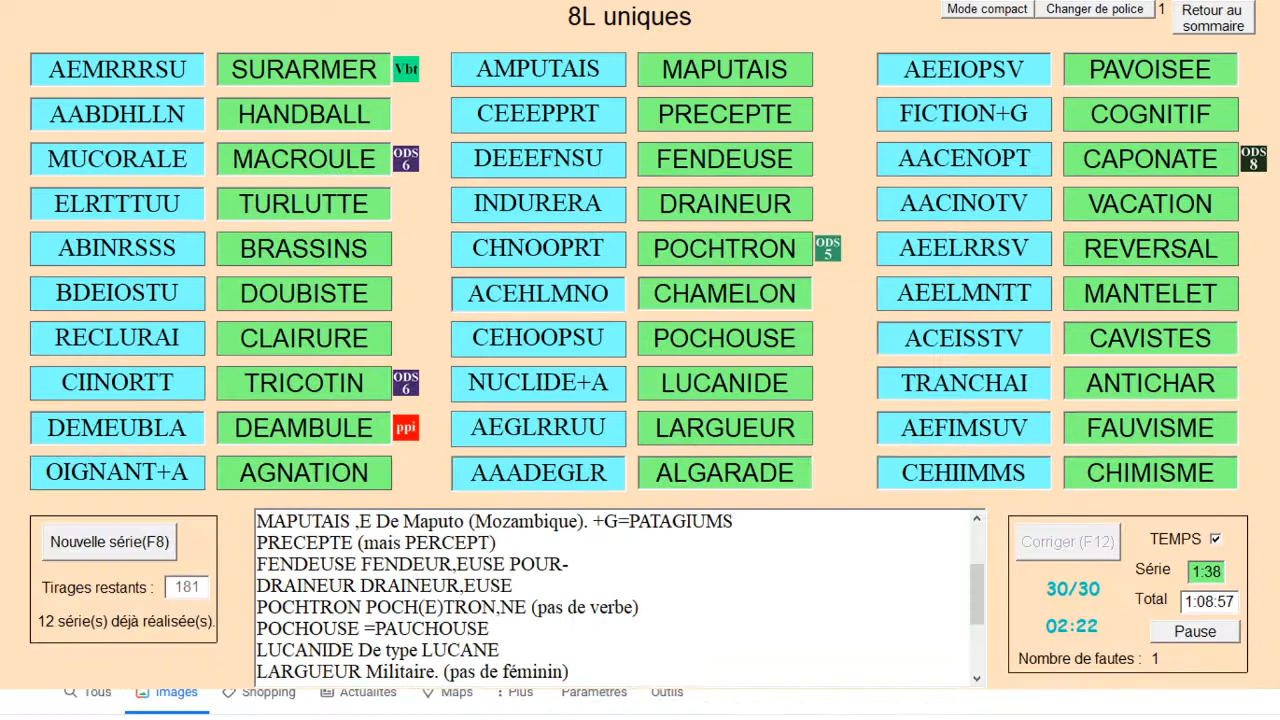 8L uniques
Mode compact Changer de police 1 Retour au sommaire
AEMRRRSU SURARMER Vbt AMPUTAIS MAPUTAIS AEEIOPSV PAVOISEE
AABDHLLN HANDBALL CEEEPPRT PRECEPTE FICTION+G COGNITIF
MUCORALE MACROULE ODS 6 DEEEFNSU FENDEUSE AACENOPT CAPONATE ODS 8
ELRTTTUU TURLUTTE INDURERA DRAINEUR AACINOTV VACATION
ABINRSSS BRASSINS CHNOOPRT POCHTRON ODS 5 AEELRRSV REVERSAL
BDEIOSTU DOUBISTE ACEHLMNO CHAMELON AEELMNTT MANTELET
RECLURAI CLAIRURE CEHOOPSU POCHOUSE ACEISSTV CAVISTES
CIINORTT TRICOTIN ODS 6 NUCLIDE+A LUCANIDE TRANCHAI ANTICHAR
DEMEUBLA DEAMBULE ppi AEGLRRUU LARGUEUR AEFIMSUV FAUVISME
OIGNANT+A AGNATION AAADEGLR ALGARADE CEHIIMMS CHIMISME
Nouvelle série(F8)
Tirages restants : 181
12 série(s) déjà réalisée(s).
MAPUTAIS ,E De Maputo (Mozambique). +G=PATAGIUMS
PRECEPTE (mais PERCEPT)
FENDEUSE FENDEUR,EUSE POUR-
DRAINEUR DRAINEUR,EUSE
POCHTRON POCH(E)TRON,NE (pas de verbe)
POCHOUSE =PAUCHOUSE
LUCANIDE De type LUCANE
LARGUEUR Militaire. (pas de féminin)
Corriger (F12) TEMPS
Série 1:38
30/30
Total 1:08:57
02:22
Pause
Nombre de fautes : 1
Tous Images Shopping Actualités Maps Plus Paramètres Outils